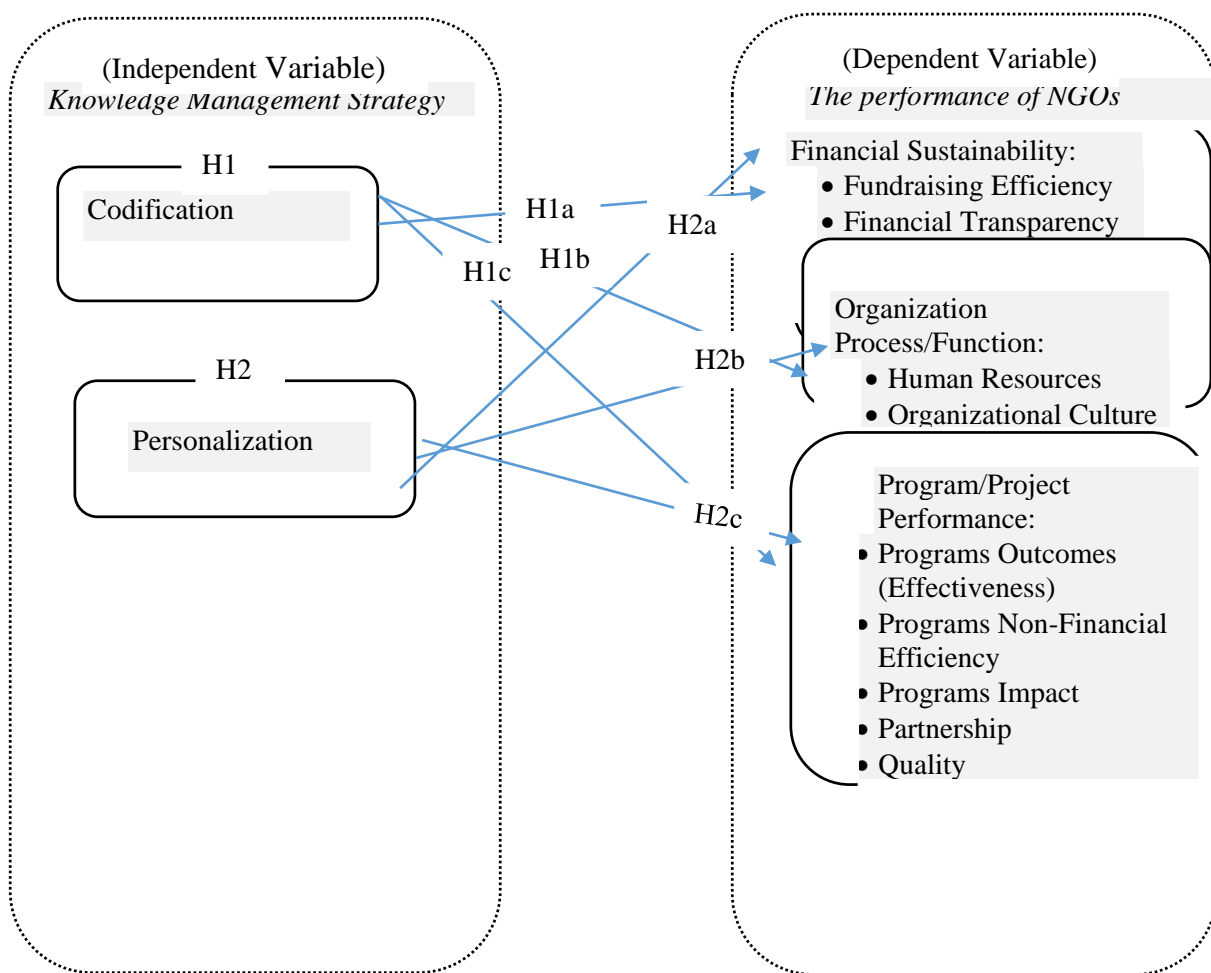 (Independent Variable)
Knowledge Management Strategy
H1
Codification
H2
Personalization
H1a
H1b
H1c
H2a
H2b
H2c
(Dependent Variable)
The performance of NGOs
Financial Sustainability:
• Fundraising Efficiency
• Financial Transparency
Organization
Process/Function:
• Human Resources
• Organizational Culture
Program/Project
Performance:
• Programs Outcomes
(Effectiveness)
• Programs Non-Financial
Efficiency
• Programs Impact
• Partnership
• Quality